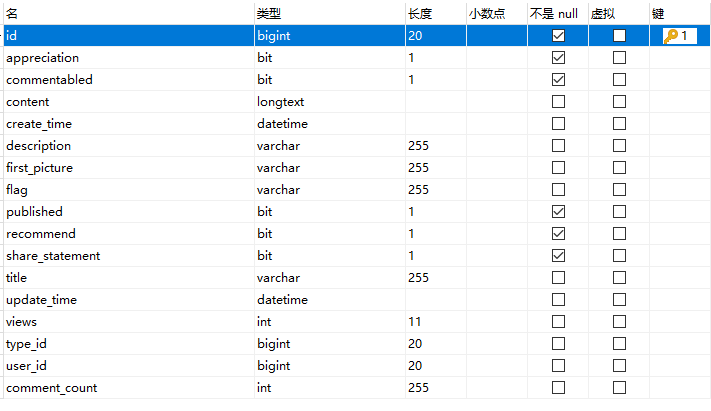 名 类型 长度 小数点 不是 null 虚拟 键
id bigint 20 1
appreciation bit 1
commentabled bit 1
content longtext
create_time datetime
description varchar 255
first_picture varchar 255
flag varchar 255
published bit 1
recommend bit 1
share_statement bit 1
title varchar 255
update_time datetime
views int 11
type_id bigint 20
user_id bigint 20
comment_count int 255